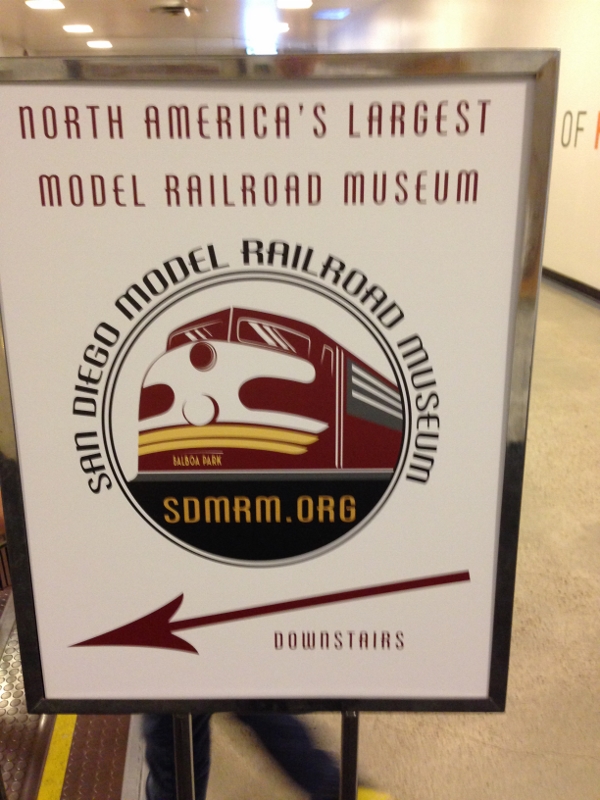 NORTH AMERICA'S LARGEST
MODEL RAILROAD MUSEUM
SAN DIEGO MODEL RAILROAD MUSEUM
BALBOA PARK
SDMRM.ORG
DOWNSTAIRS
OF